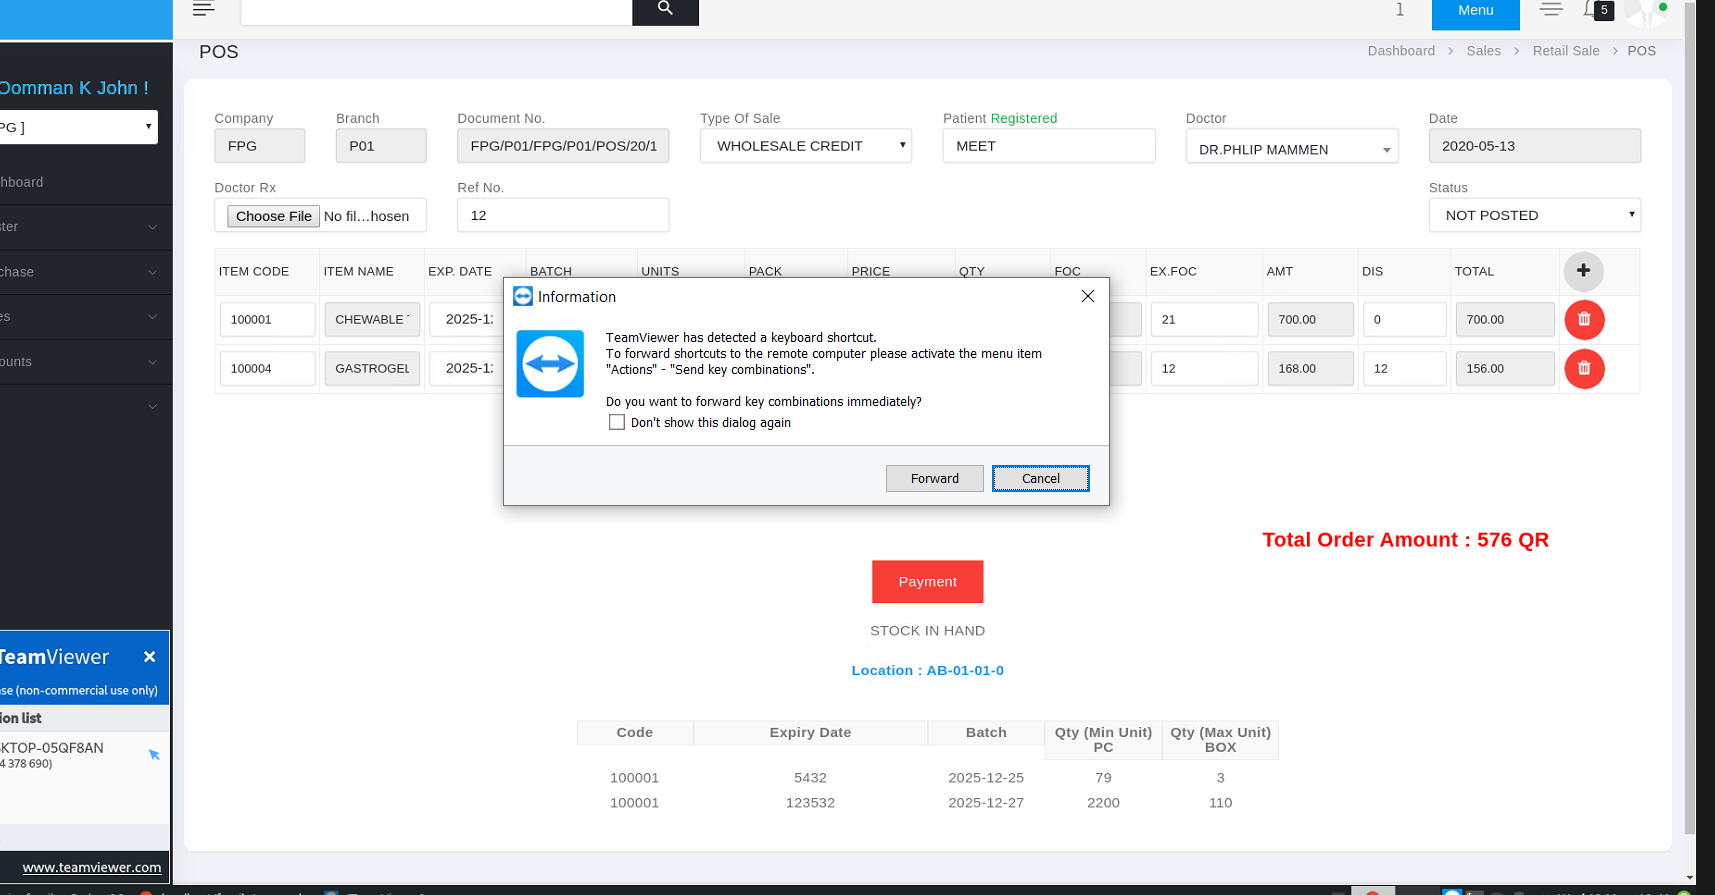 1
Menu
5
POS
Dashboard > Sales > Retail Sale > POS
Oomman K John !
PG ]
Company
Branch
Document No.
Type Of Sale
Patient Registered
Doctor
Date
FPG
P01
FPG/P01/FPG/P01/POS/20/1
WHOLESALE CREDIT
MEET
DR.PHLIP MAMMEN
2020-05-13
hboard
Doctor Rx
Ref No.
Status
Choose File No fil...hosen
12
NOT POSTED
ster
chase
es
ounts
ITEM CODE
ITEM NAME
EXP. DATE
BATCH
UNITS
PACK
PRICE
QTY
FOC
EX.FOC
AMT
DIS
TOTAL
100001
CHEWABLE
2025-12
21
700.00
0
700.00
100004
GASTROGEL
2025-12
12
168.00
12
156.00
Information
TeamViewer has detected a keyboard shortcut.
To forward shortcuts to the remote computer please activate the menu item
"Actions" - "Send key combinations".
Do you want to forward key combinations immediately?
Don't show this dialog again
Forward
Cancel
Total Order Amount : 576 QR
Payment
STOCK IN HAND
Location : AB-01-01-0
Code
Expiry Date
Batch
Qty (Min Unit) PC
Qty (Max Unit) BOX
100001 5432 2025-12-25 79 3
100001 123532 2025-12-27 2200 110
TeamViewer
se (non-commercial use only)
ion list
KTOP-05QF8AN
4 378 690)
www.teamviewer.com